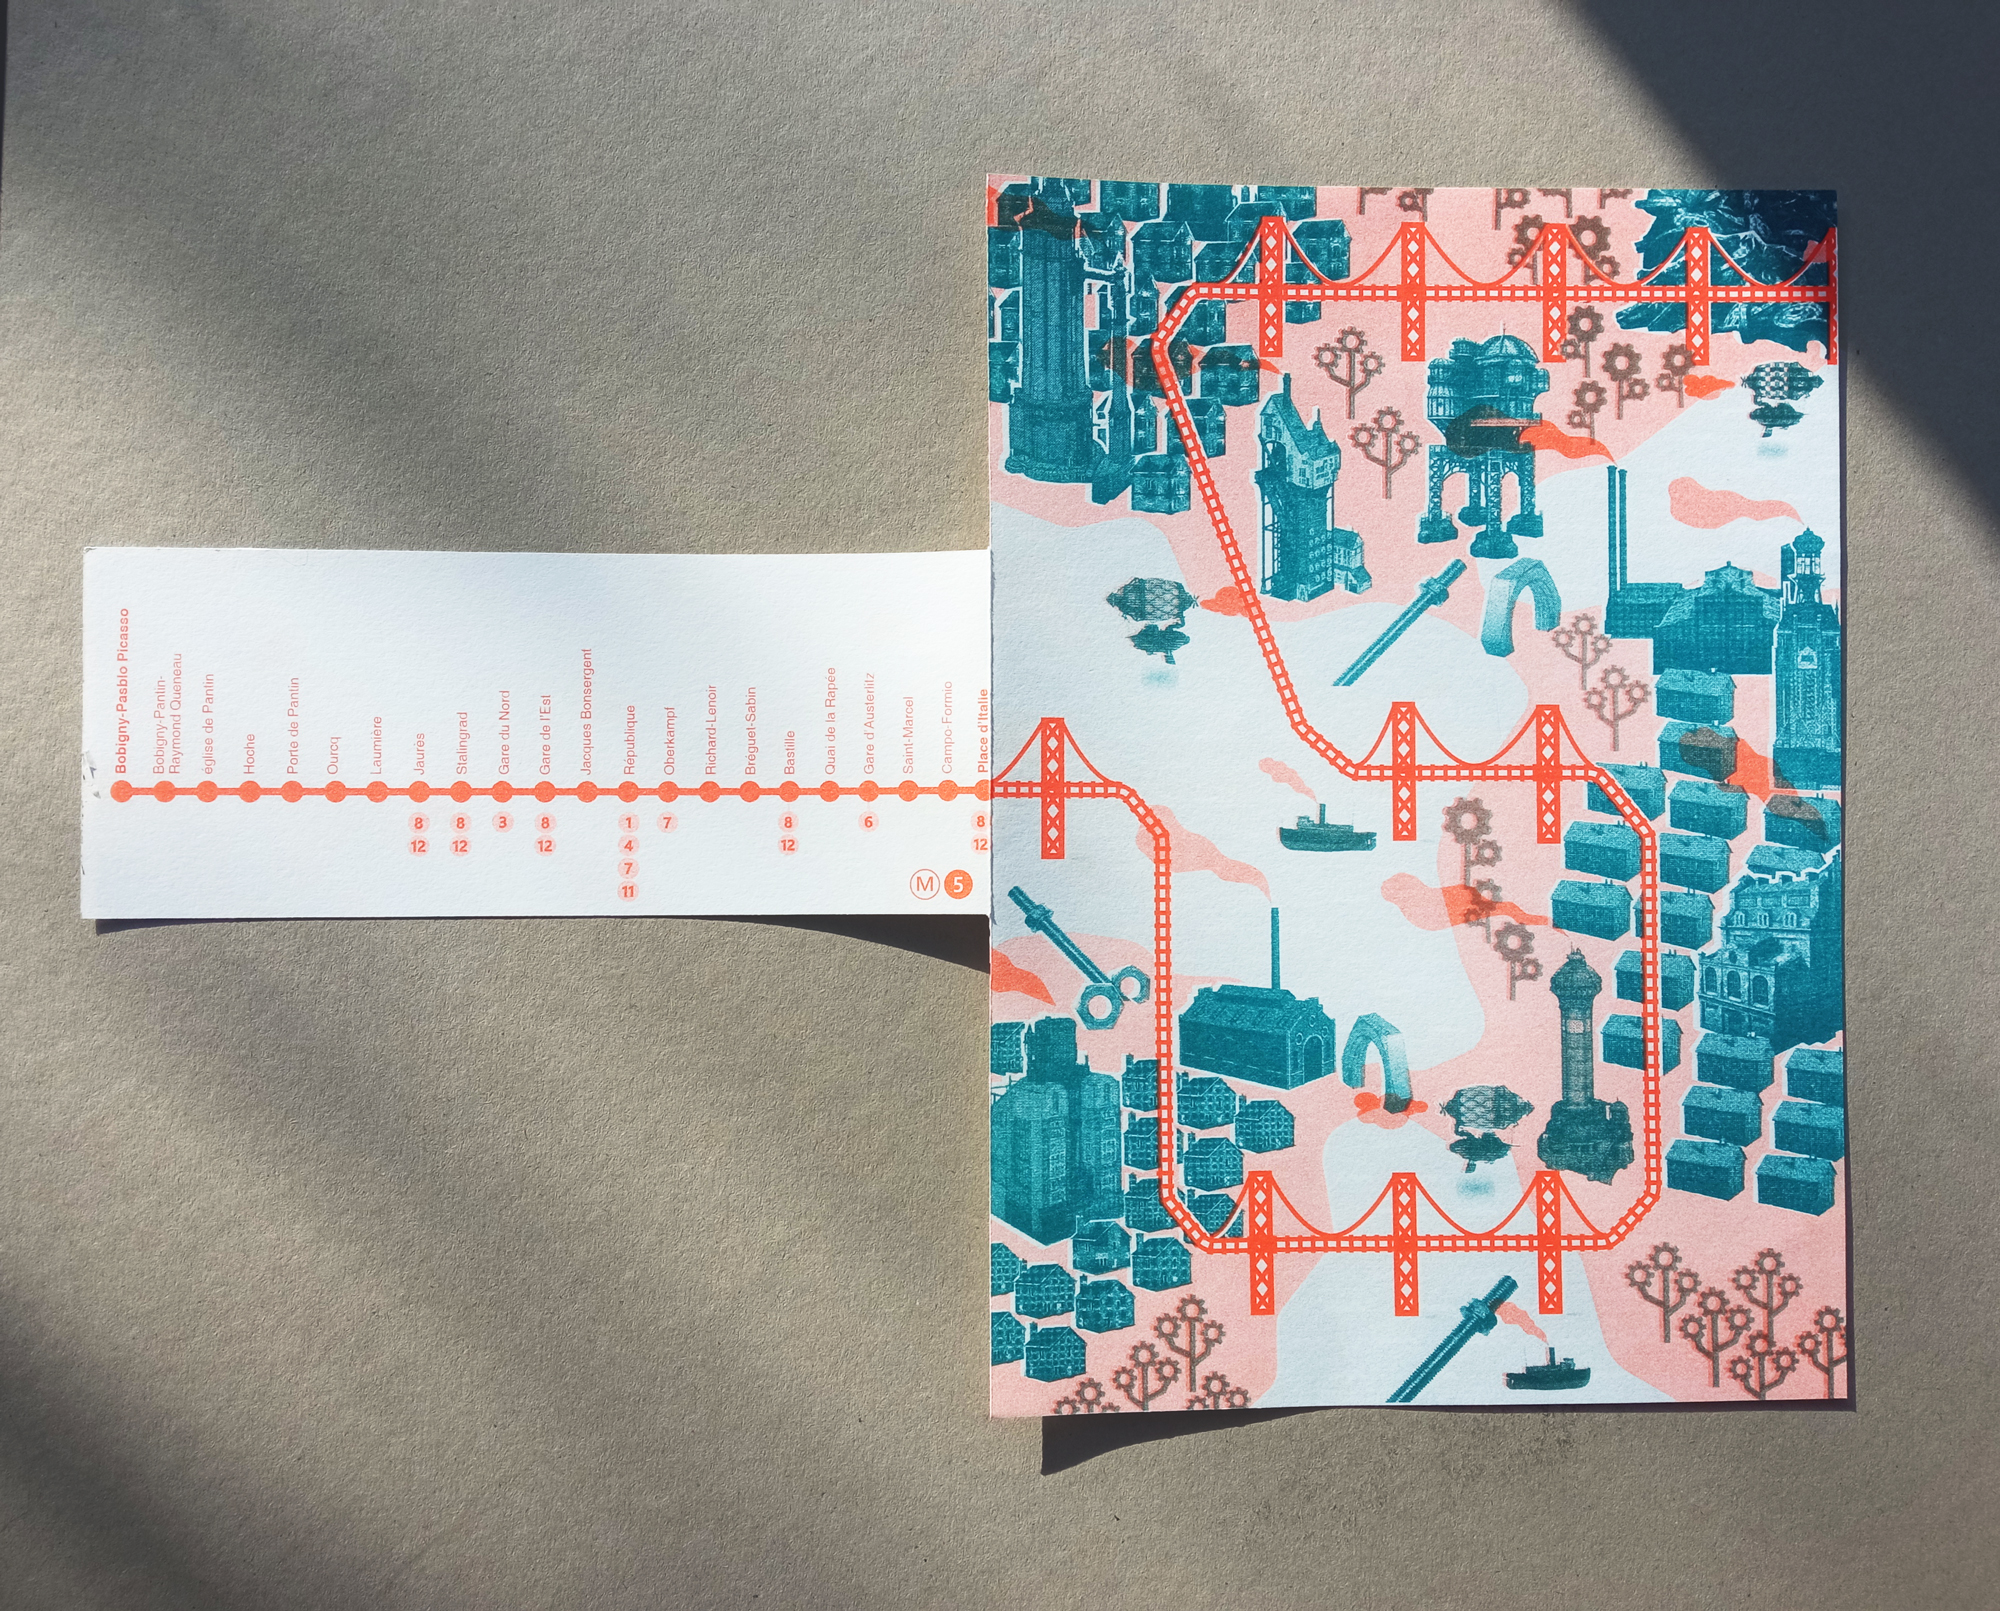 Bobigny-Pasblo Picasso
Bobigny-Pantin-
Raymond Queneau
église de Pantin
Hoche
Porte de Pantin
Ourcq
Laumière
Jaurès
Stalingrad
Gare du Nord
Gare de l'Est
Jacques Bonsergent
République
Oberkampf
Richard-Lenoir
Bréguet-Sabin
Bastille
Quai de la Rapée
Gare d'Austerlitz
Saint-Marcel
Campo-Formio
Place d'Italie
8
12
8
12
3
8
12
1
4
7
11
7
8
12
6
8
12
M 5